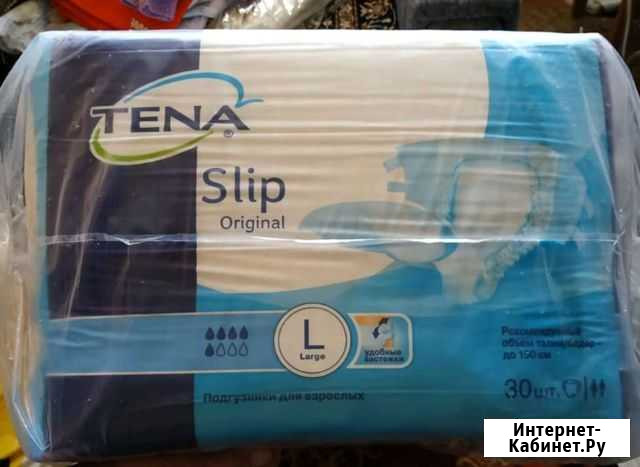 TENA®
Slip
Original
L
Large
удобные
застежки
Рекомендуемый
объем талии/бедер
до 150 см
30 шт.
Подгузники для взрослых
Интернет-
Кабинет.Ру